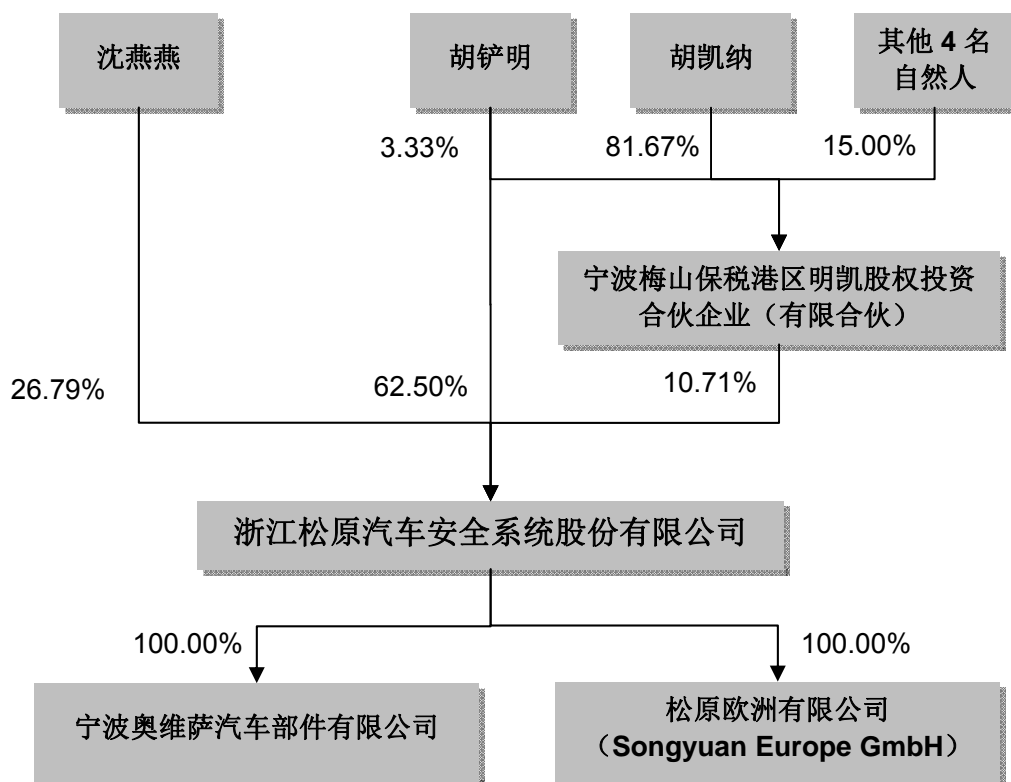 沈燕燕
胡铲明
胡凯纳
其他 4 名
自然人
3.33%
81.67%
15.00%
宁波梅山保税港区明凯股权投资
合伙企业（有限合伙）
26.79%
62.50%
10.71%
浙江松原汽车安全系统股份有限公司
100.00%
100.00%
宁波奥维萨汽车部件有限公司
松原欧洲有限公司
（Songyuan Europe GmbH）